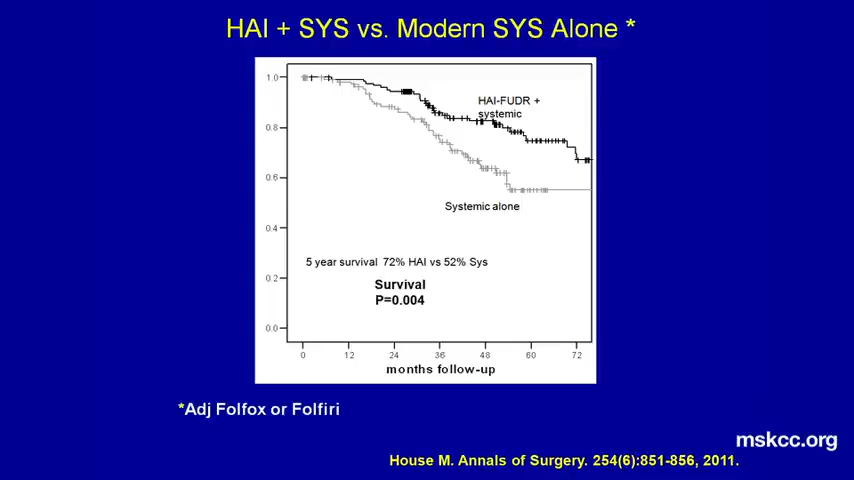 HAI + SYS vs. Modern SYS Alone *
1.0
HAI-FUDR +
systemic
0.8
0.6
Systemic alone
0.4
5 year survival 72% HAI vs 52% Sys
0.2
Survival
P=0.004
0.0
0 12 24 36 48 60 72
months follow-up
*Adj Folfox or Folfiri
mskcc.org
House M. Annals of Surgery. 254(6):851-856, 2011.